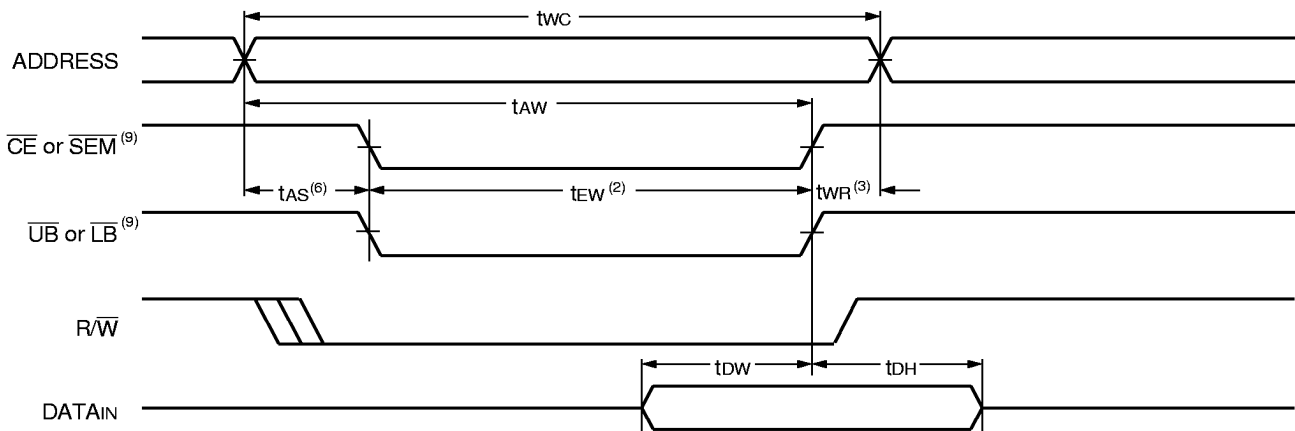 tWC
ADDRESS
tAW
CE or SEM (9)
tAS(6) tEW (2) tWR(3)
UB or LB (9)
R/W
tDW tDH
DATAIN